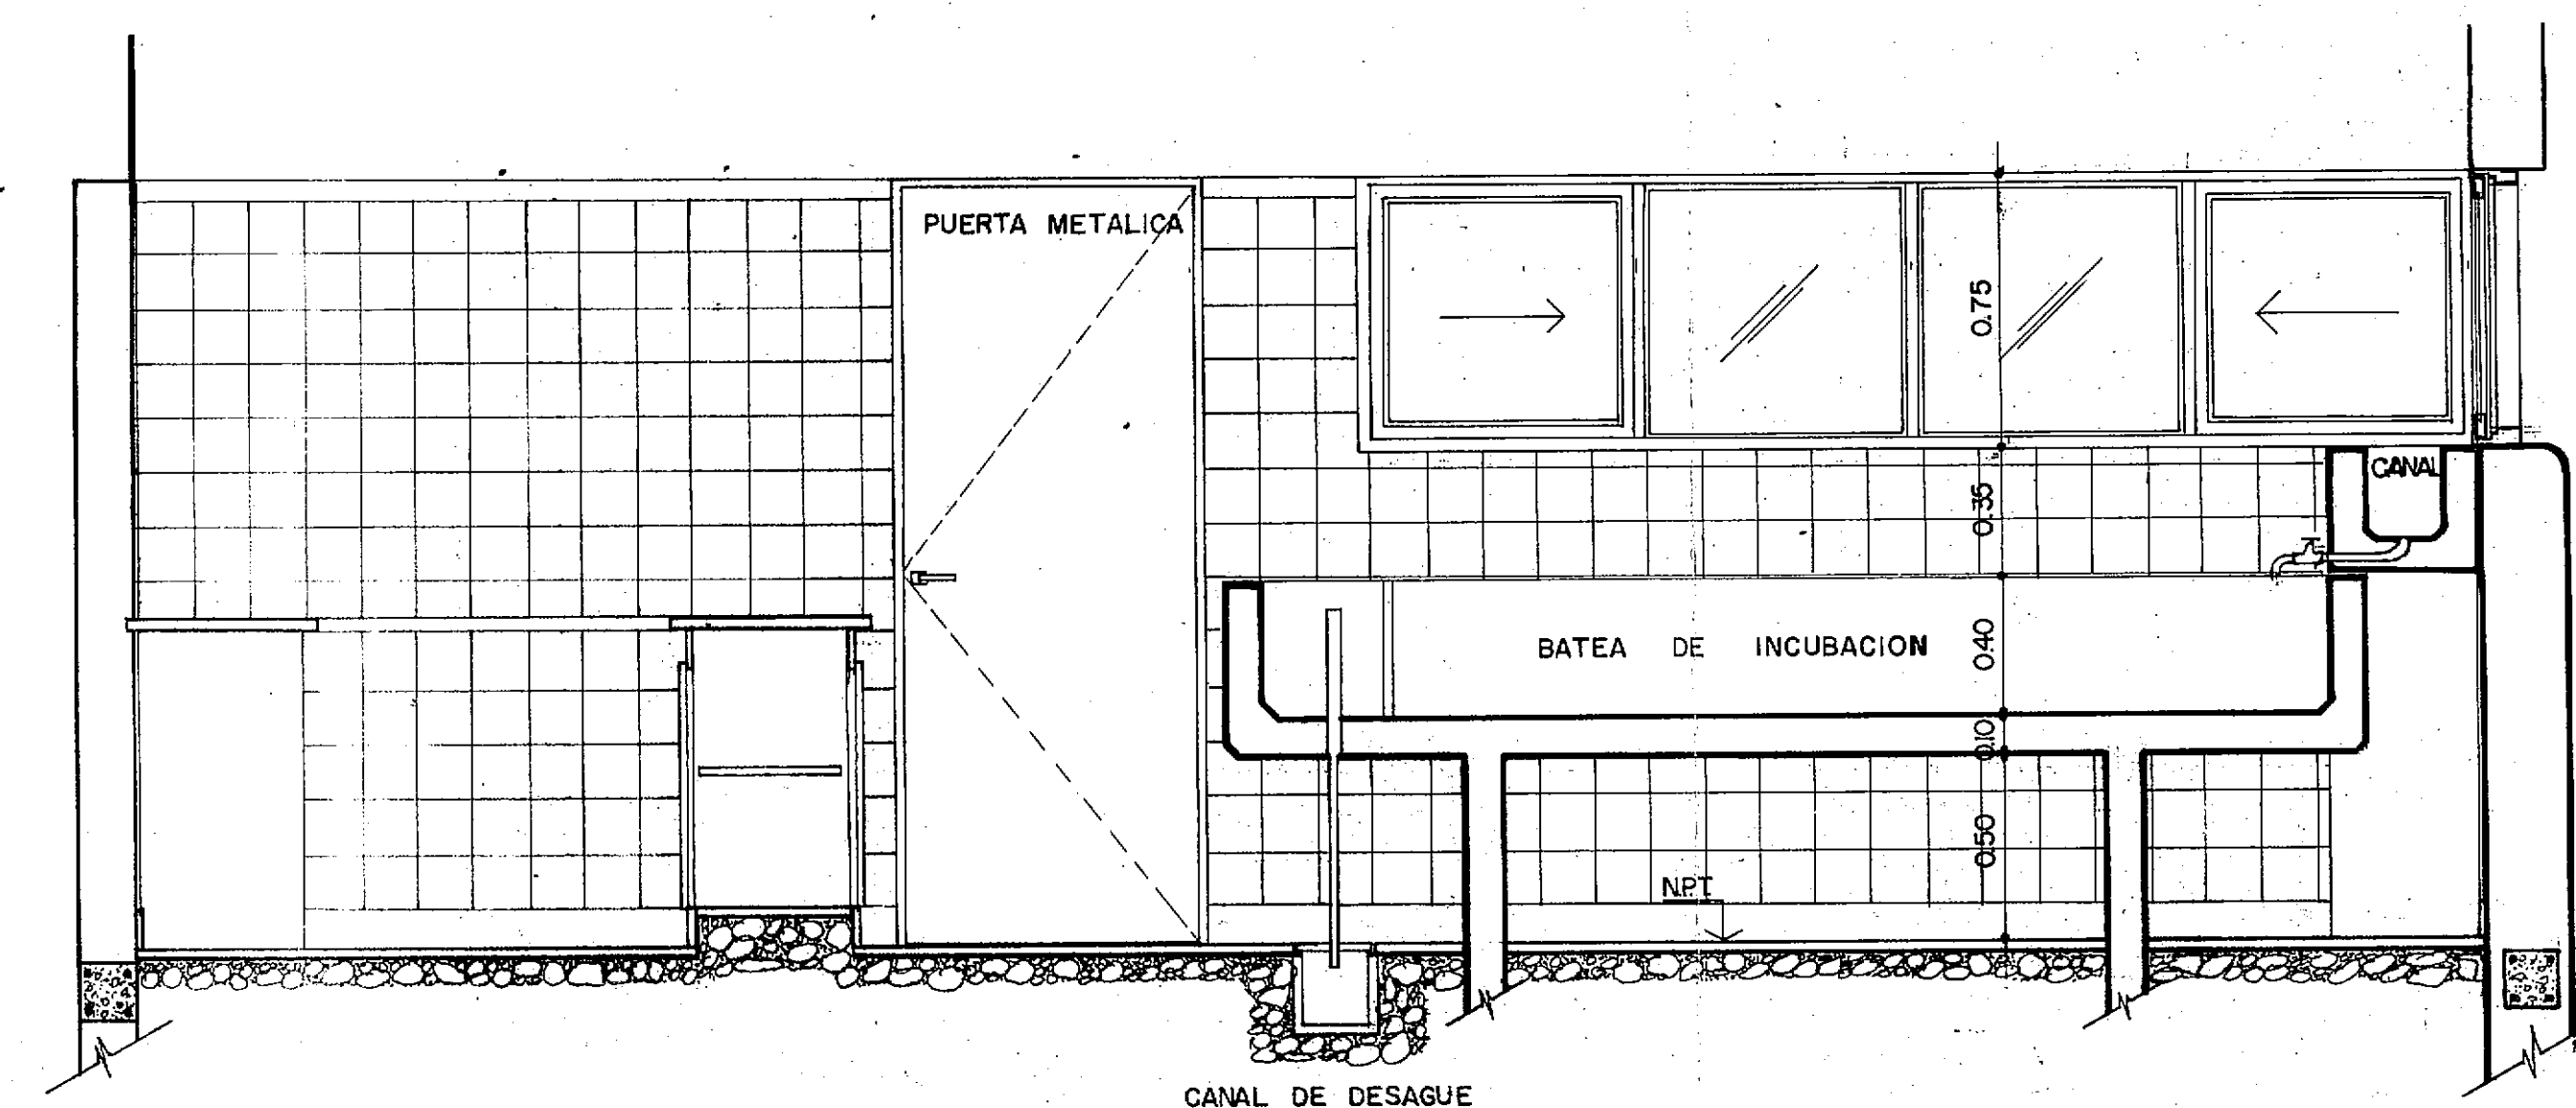 PUERTA METALICA
0.75
CANAL
0.35
BATEA DE INCUBACION
0.40
0.10
0.50
N.P.T.
CANAL DE DESAGUE